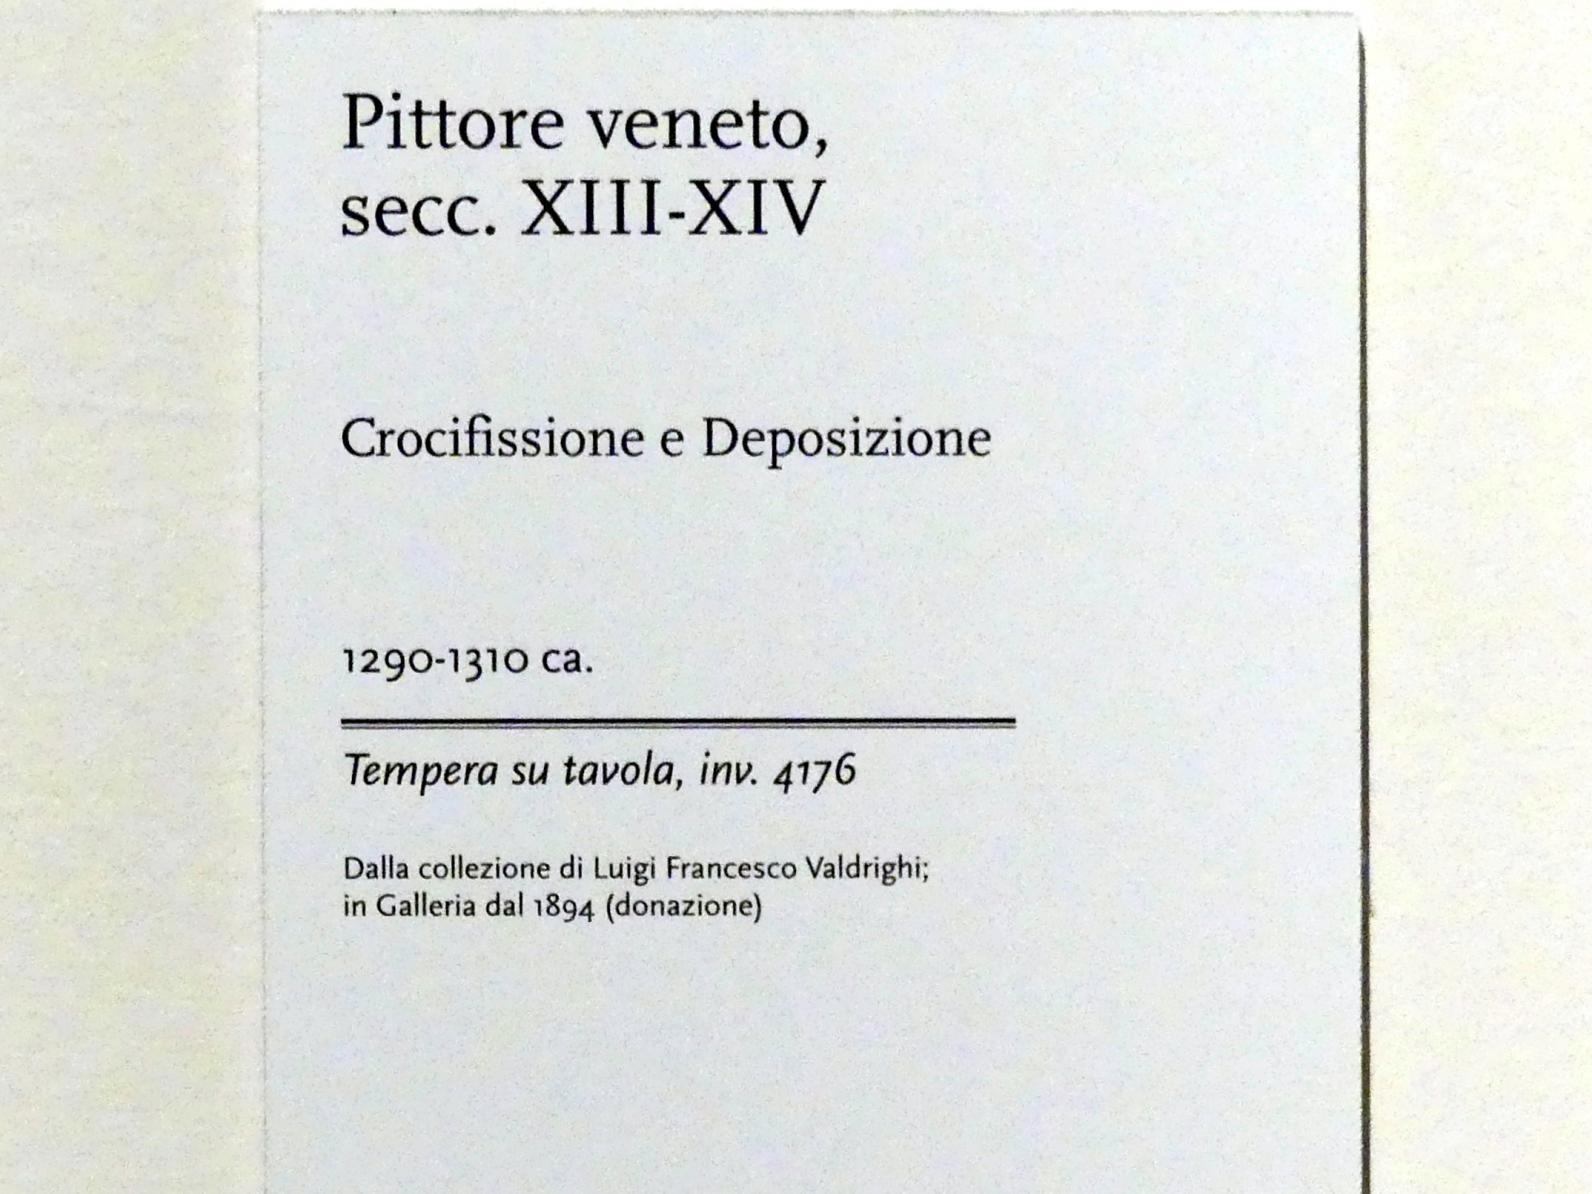 Pittore veneto,
secc. XIII-XIV
Crocifissione e Deposizione
1290-1310 ca.
Tempera su tavola, inv. 4176
Dalla collezione di Luigi Francesco Valdrighi;
in Galleria dal 1894 (donazione)